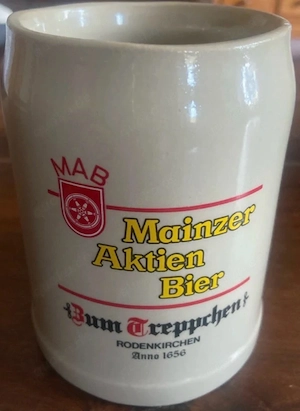 MAB
Mainzer
Aktien
Bier
Zum Treppchen
RODENKIRCHEN
Anno 1656